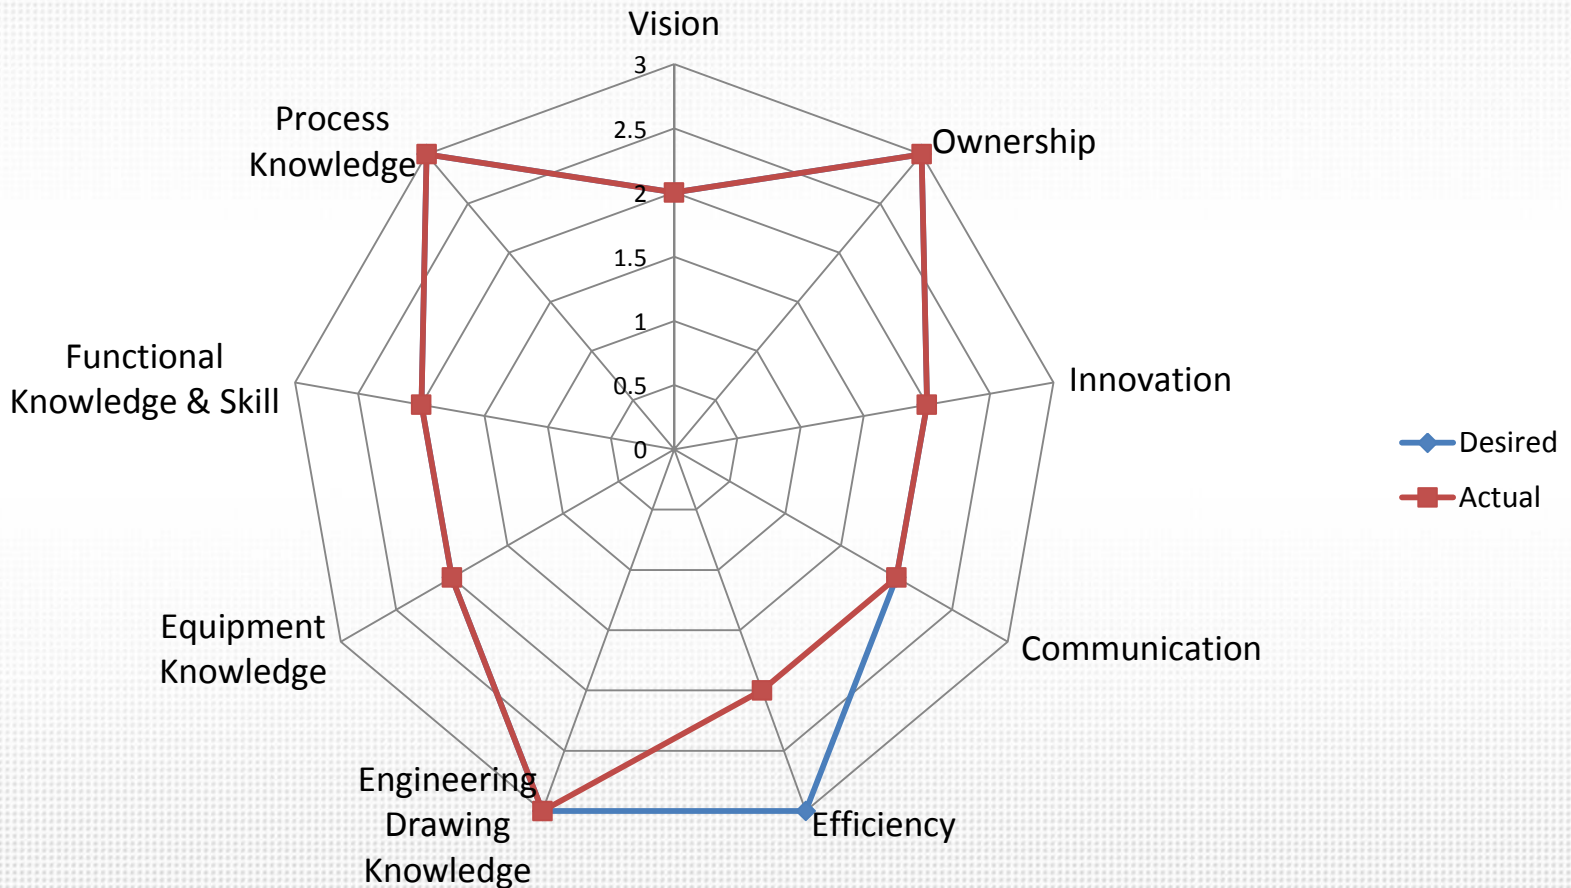 Vision
3
2.5
2
1.5
1
0.5
0
Ownership
Innovation
Communication
Efficiency
Engineering
Drawing
Knowledge
Equipment
Knowledge
Functional
Knowledge & Skill
Process
Knowledge
Desired
Actual